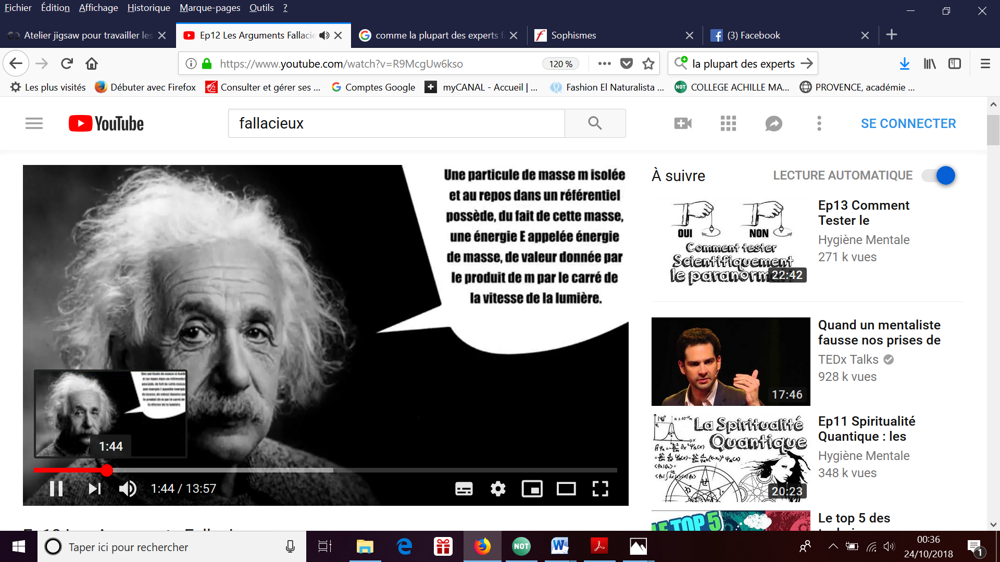 Fichier Édition Affichage Historique Marque-pages Outils ?
Atelier jigsaw pour travailler les
Ep12 Les Arguments Fallacie
comme la plupart des experts f
Sophismes
(3) Facebook
https://www.youtube.com/watch?v=R9McgUw6kso
120 %
la plupart des experts
Les plus visités
Débuter avec Firefox
Consulter et gérer ses ...
Comptes Google
myCANAL - Accueil | ...
Fashion El Naturalista ...
COLLEGE ACHILLE MA...
PROVENCE, académie ...
YouTube
fallacieux
SE CONNECTER
Une particule de masse m isolée
et au repos dans un référentiel
possède, du fait de cette masse,
une énergie E appelée énergie
de masse, de valeur donnée par
le produit de m par le carré de
la vitesse de la lumière.
1:44
1:44 / 13:57
À suivre
LECTURE AUTOMATIQUE
OUI
NON
Comment tester
Scientifiquement
le paranorm
22:42
Ep13 Comment
Tester le
Hygiène Mentale
271 k vues
17:46
Quand un mentaliste
fausse nos prises de
TEDx Talks
928 k vues
La Spiritualité
Quantique
20:23
Ep11 Spiritualité
Quantique : les
Hygiène Mentale
348 k vues
LE TOP 5
Le top 5 des
Taper ici pour rechercher
NOT
00:36
24/10/2018
1